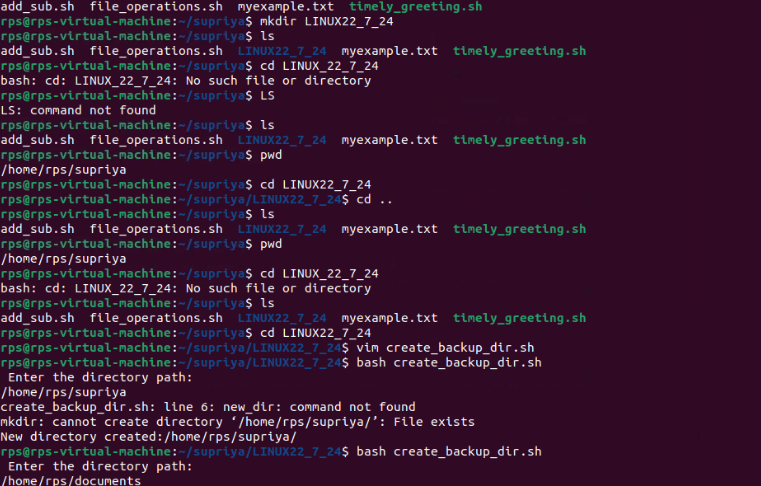 add_sub.sh  file_operations.sh  myexample.txt  timely_greeting.sh
rps@rps-virtual-machine:~/supriya$ mkdir LINUX22_7_24
rps@rps-virtual-machine:~/supriya$ ls
add_sub.sh  file_operations.sh  LINUX22_7_24  myexample.txt  timely_greeting.sh
rps@rps-virtual-machine:~/supriya$ cd LINUX_22_7_24
bash: cd: LINUX_22_7_24: No such file or directory
rps@rps-virtual-machine:~/supriya$ LS
LS: command not found
rps@rps-virtual-machine:~/supriya$ ls
add_sub.sh  file_operations.sh  LINUX22_7_24  myexample.txt  timely_greeting.sh
rps@rps-virtual-machine:~/supriya$ pwd
/home/rps/supriya
rps@rps-virtual-machine:~/supriya$ cd LINUX22_7_24
rps@rps-virtual-machine:~/supriya/LINUX22_7_24$ cd ..
rps@rps-virtual-machine:~/supriya$ ls
add_sub.sh  file_operations.sh  LINUX22_7_24  myexample.txt  timely_greeting.sh
rps@rps-virtual-machine:~/supriya$ pwd
/home/rps/supriya
rps@rps-virtual-machine:~/supriya$ cd LINUX_22_7_24
bash: cd: LINUX_22_7_24: No such file or directory
rps@rps-virtual-machine:~/supriya$ ls
add_sub.sh  file_operations.sh  LINUX22_7_24  myexample.txt  timely_greeting.sh
rps@rps-virtual-machine:~/supriya$ cd LINUX22_7_24
rps@rps-virtual-machine:~/supriya/LINUX22_7_24$ vim create_backup_dir.sh
rps@rps-virtual-machine:~/supriya/LINUX22_7_24$ bash create_backup_dir.sh
 Enter the directory path:
/home/rps/supriya
create_backup_dir.sh: line 6: new_dir: command not found
mkdir: cannot create directory ‘/home/rps/supriya/’: File exists
New directory created:/home/rps/supriya/
rps@rps-virtual-machine:~/supriya/LINUX22_7_24$ bash create_backup_dir.sh
 Enter the directory path:
/home/rps/documents